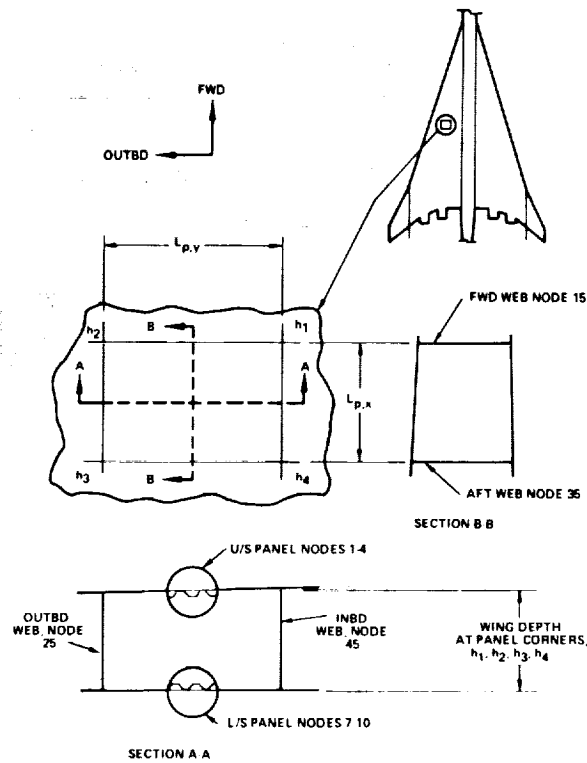 FWD
OUTBD
L p,y
FWD WEB NODE 15
h2
B
h1
A
A
L p,x
h3
B
h4
AFT WEB NODE 35
SECTION B-B
U/S PANEL NODES 1-4
OUTBD
WEB, NODE
25
INBD
WEB, NODE
45
WING DEPTH
AT PANEL CORNERS,
h1, h2, h3, h4
L/S PANEL NODES 7-10
SECTION A-A